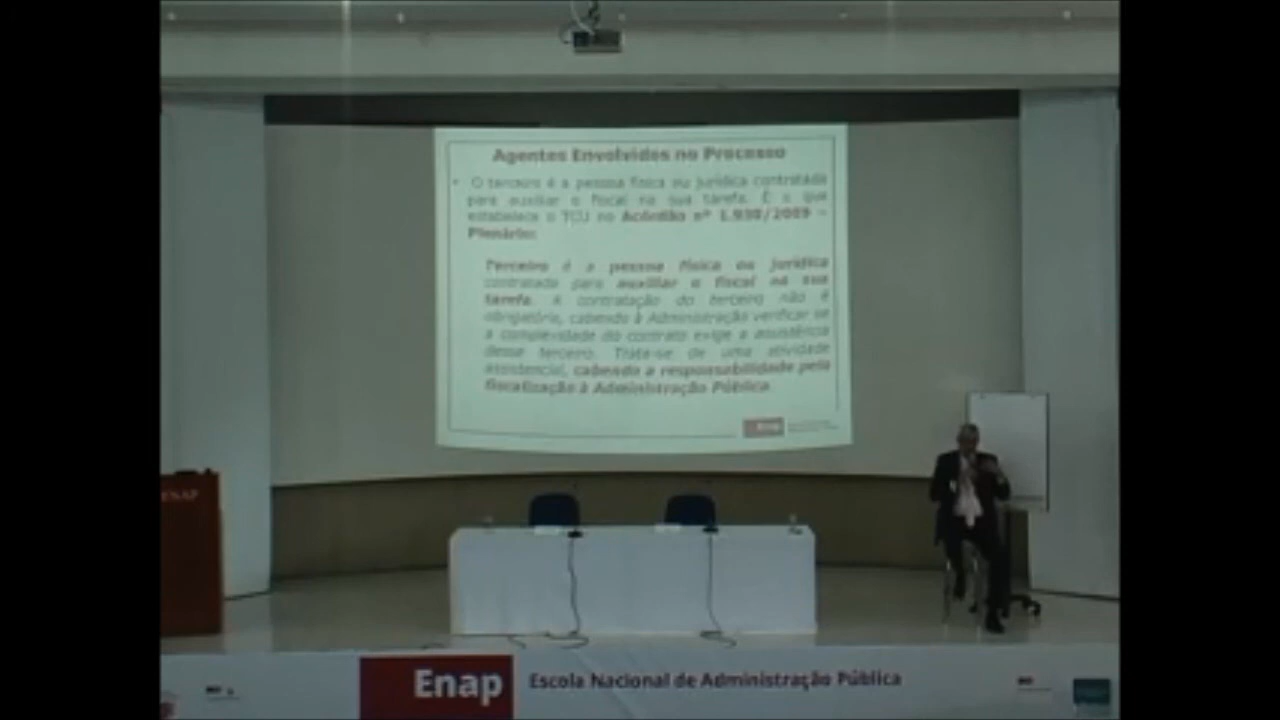 Agentes Envolvidos no Processo
• O terceiro é a pessoa física ou jurídica contratada
para auxiliar o fiscal na sua tarefa. É o que
estabelece o TCU no Acórdão nº 1.930/2009 –
Plenário:
Terceiro é a pessoa física ou jurídica
contratada para auxiliar o fiscal na sua
tarefa. A contratação do terceiro não é
obrigatória, cabendo à Administração verificar se
a complexidade do contrato exige a assistência
desse terceiro. Trata-se de uma atividade
assistencial, cabendo a responsabilidade pela
fiscalização à Administração Pública.
Enap
ENAP
Enap Escola Nacional de Administração Pública